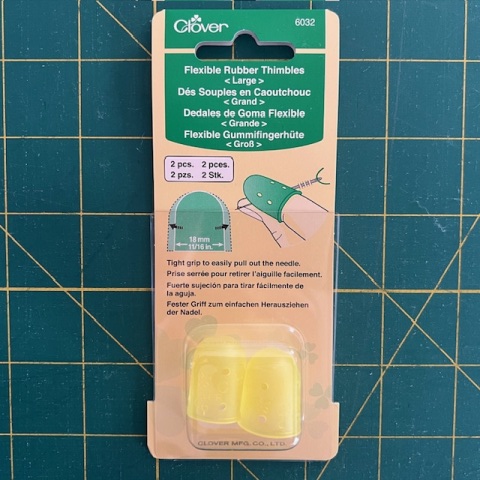 Clover
6032
Flexible Rubber Thimbles
< Large >
Dés Souples en Caoutchouc
< Grand >
Dedales de Goma Flexible
< Grande >
Flexible Gummifingerhüte
< Groß >
2 pcs. 2 pces.
2 pzs. 2 Stk.
18 mm
11/16 in.
Tight grip to easily pull out the needle.
Prise serrée pour retirer l'aiguille facilement.
Fuerte sujeción para tirar fácilmente de
la aguja.
Fester Griff zum einfachen Herausziehen
der Nadel.
CLOVER MFG. CO., LTD.